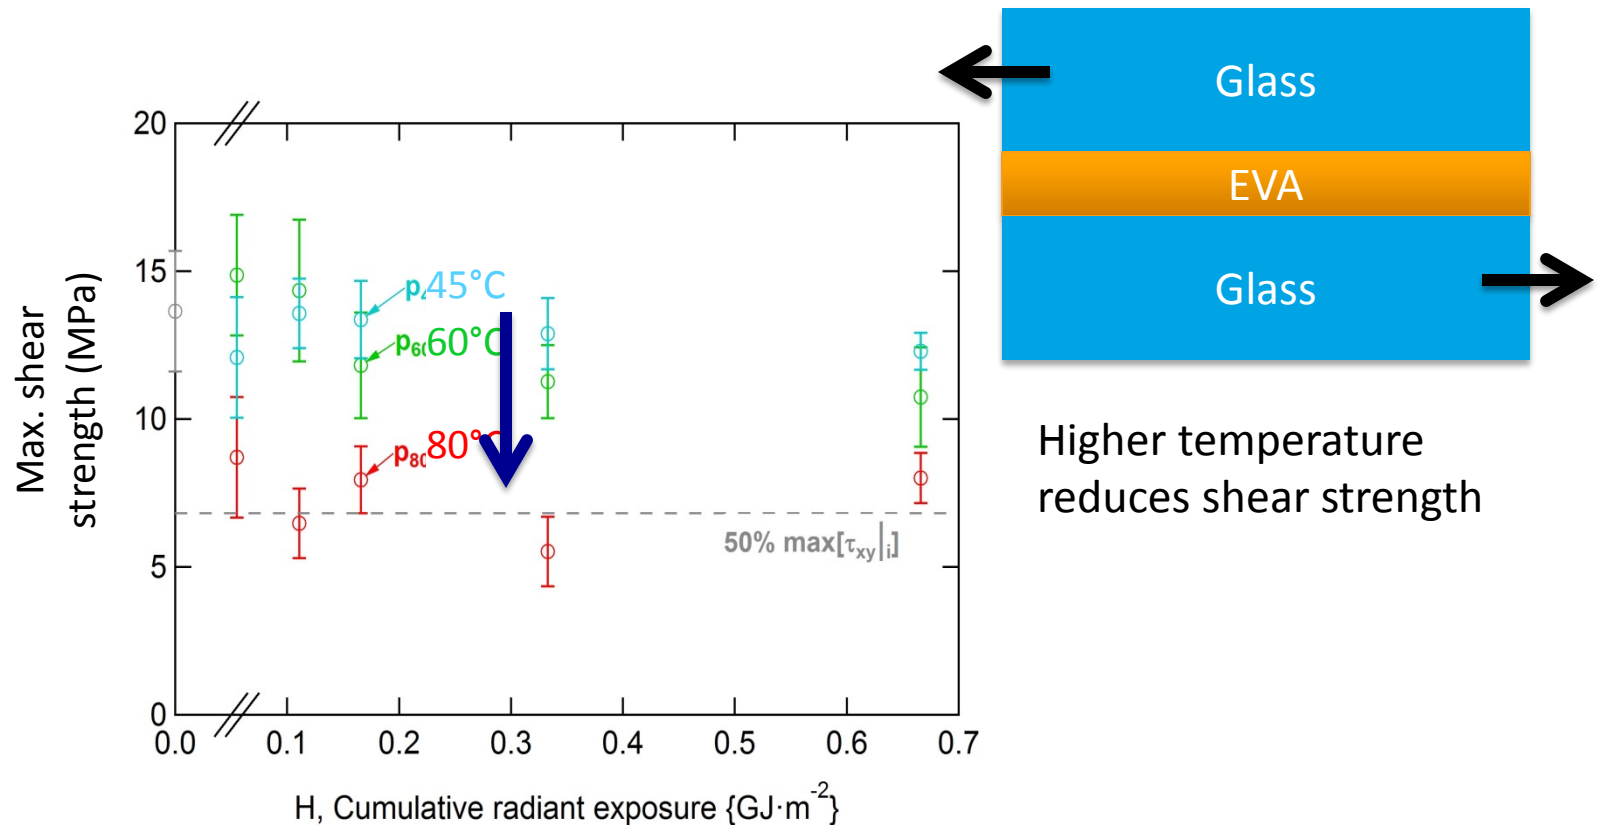 Glass
EVA
Glass
Higher temperature
reduces shear strength
Max. shear
strength (MPa)
20
15
10
5
0
45°C
p60 60°C
p80 80°C
50% max[τxy|i]
0.0 0.1 0.2 0.3 0.4 0.5 0.6 0.7
H, Cumulative radiant exposure {GJ·m-2}